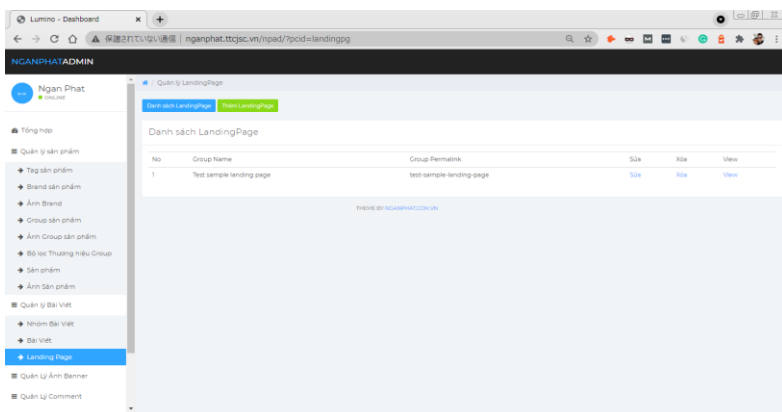 Lumino - Dashboard
保護されていない通信 | nganphat.ttcjsc.vn/npad/?pcid=landingpg
NGANPHATADMIN
Ngan Phat
ONLINE
/ Quản lý LandingPage
Danh sách LandingPage Thêm LandingPage
Tổng hợp
Quản lý sản phẩm
Tag sản phẩm
Brand sản phẩm
Ảnh Brand
Group sản phẩm
Ảnh Group sản phẩm
Bộ lọc Thương hiệu Group
Sản phẩm
Ảnh Sản phẩm
Quản lý Bài Viết
Nhóm Bài Viết
Bài Viết
Landing Page
Quản Lý Ảnh Banner
Quản Lý Comment
Danh sách LandingPage
No Group Name Group Permalink Sửa Xóa View
1 Test sample landing page test-sample-landing-page Sửa Xóa View
THEME BY NGANPHAT.COM.VN